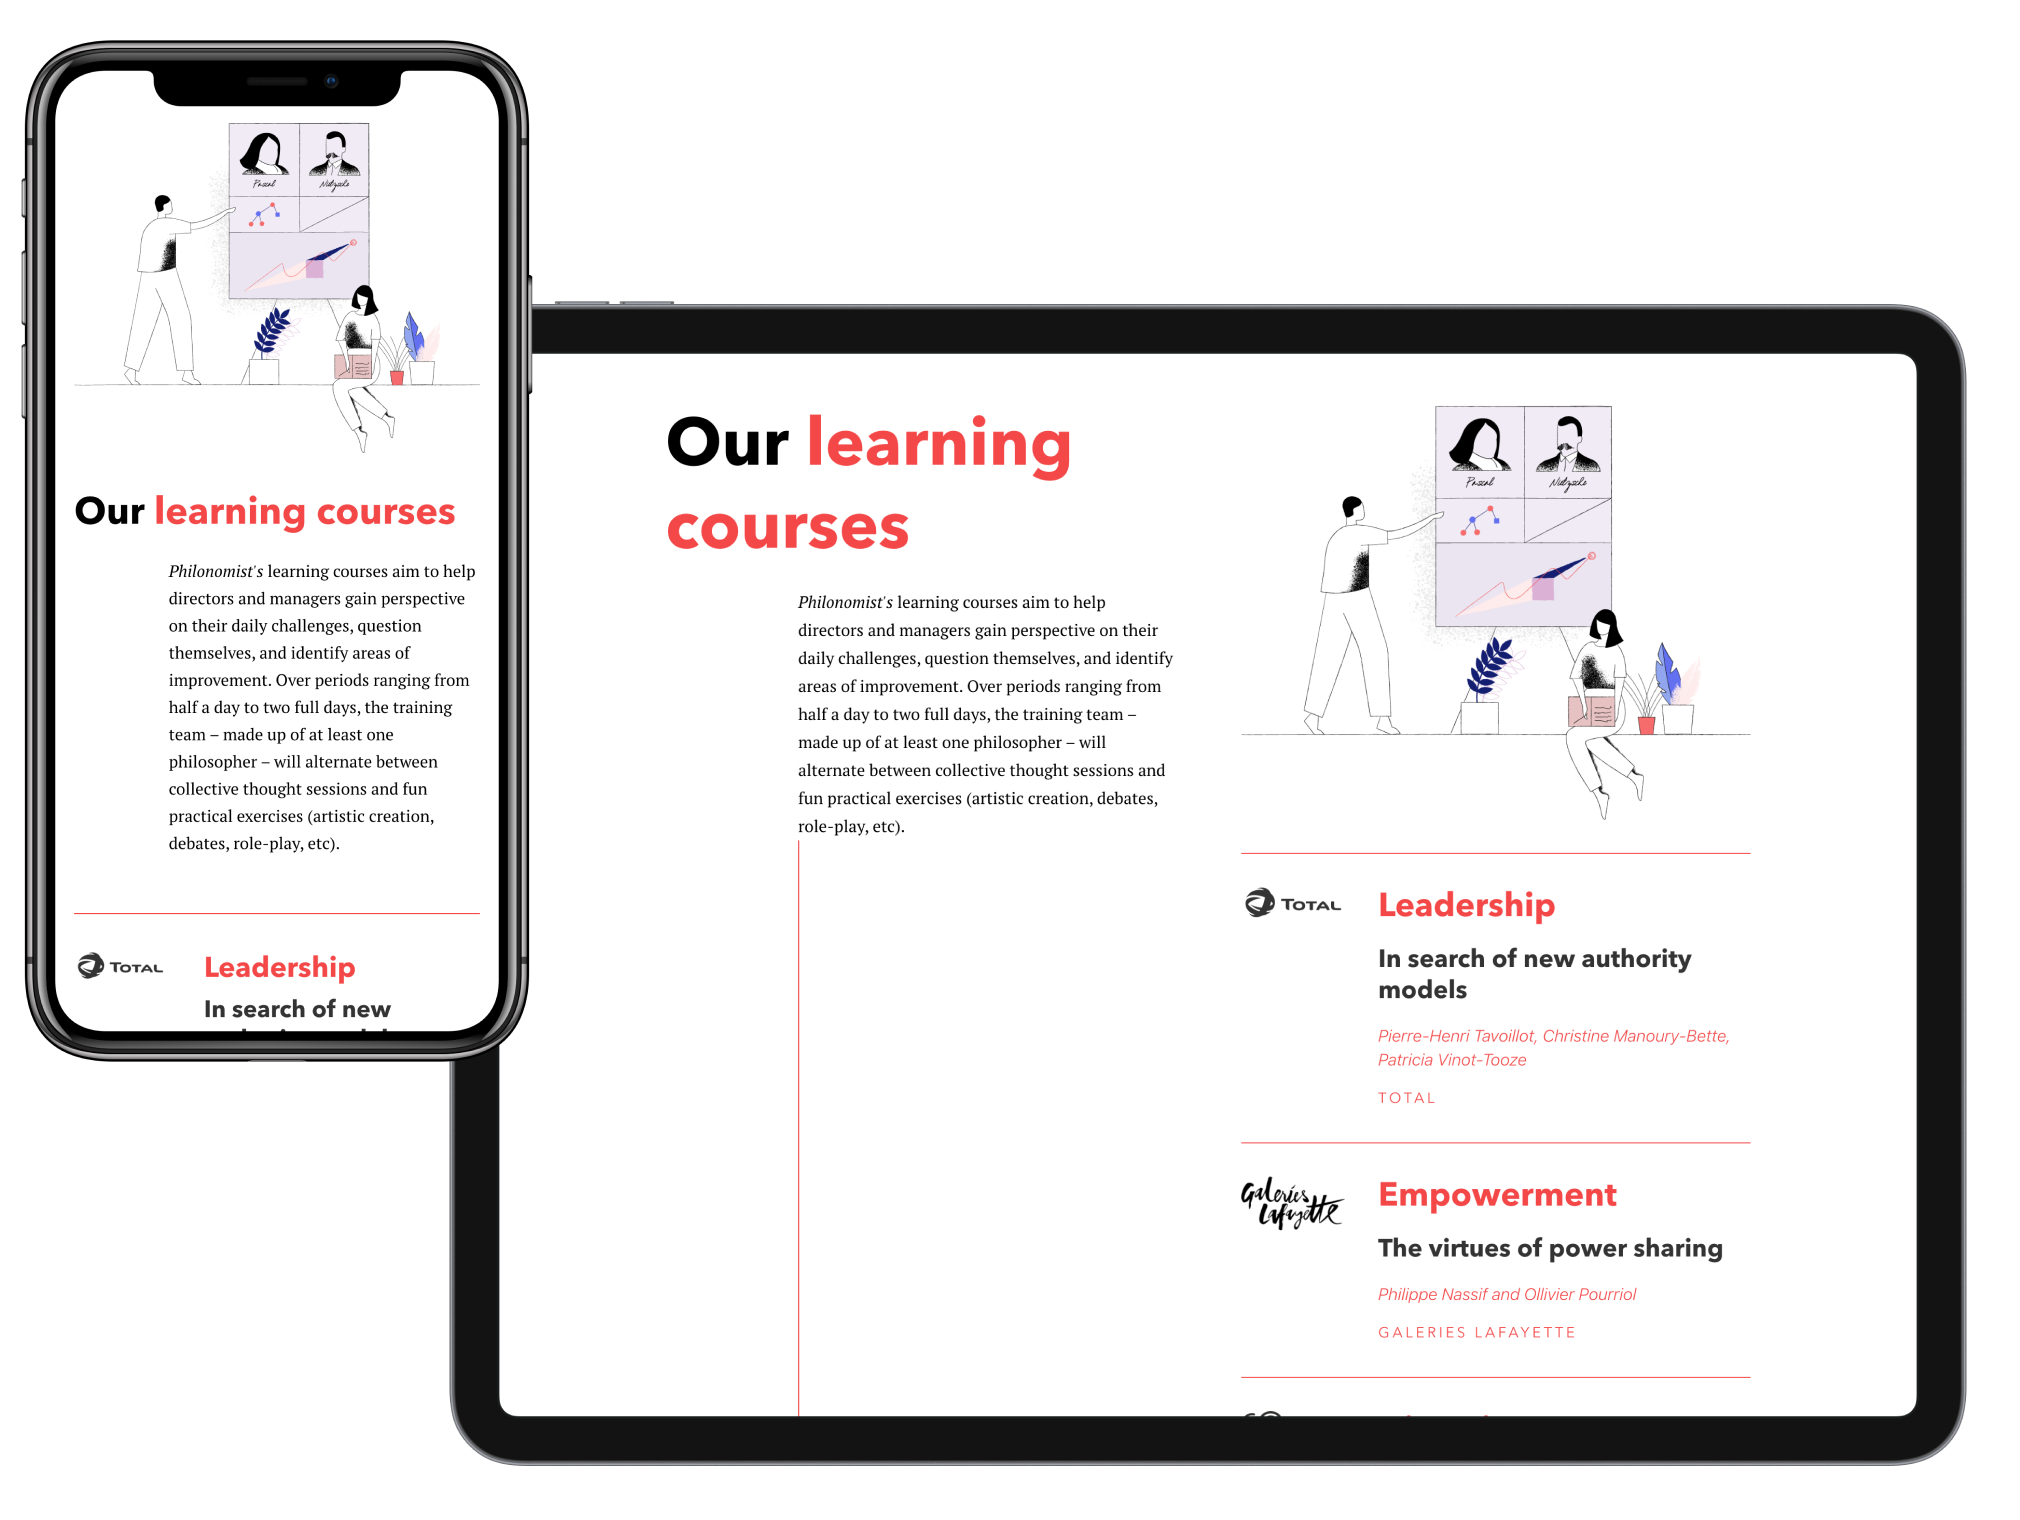 Pascal
Nietzsche
Our learning courses
Philonomist's learning courses aim to help
directors and managers gain perspective
on their daily challenges, question
themselves, and identify areas of
improvement. Over periods ranging from
half a day to two full days, the training
team – made up of at least one
philosopher – will alternate between
collective thought sessions and fun
practical exercises (artistic creation,
debates, role-play, etc).
TOTAL
Leadership
In search of new
Our learning
courses
Philonomist's learning courses aim to help
directors and managers gain perspective on their
daily challenges, question themselves, and identify
areas of improvement. Over periods ranging from
half a day to two full days, the training team –
made up of at least one philosopher – will
alternate between collective thought sessions and
fun practical exercises (artistic creation, debates,
role-play, etc).
Pascal
Nietzsche
TOTAL
Leadership
In search of new authority
models
Pierre-Henri Tavoillot, Christine Manoury-Bette,
Patricia Vinot-Tooze
TOTAL
Galeries
Lafayette
Empowerment
The virtues of power sharing
Philippe Nassif and Ollivier Pourriol
GALERIES LAFAYETTE